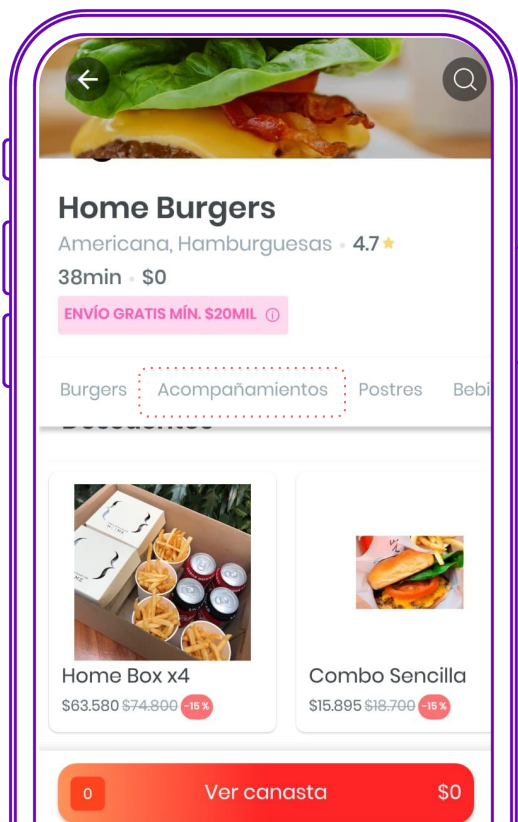 Home Burgers
Americana, Hamburguesas • 4.7 ★
38min • $0
ENVÍO GRATIS MÍN. $20MIL
Burgers Acompañamientos Postres Bebi
Home Box x4
$63.580 $74.800 -15 %
Combo Sencilla
$15.895 $18.700 -15 %
0 Ver canasta $0